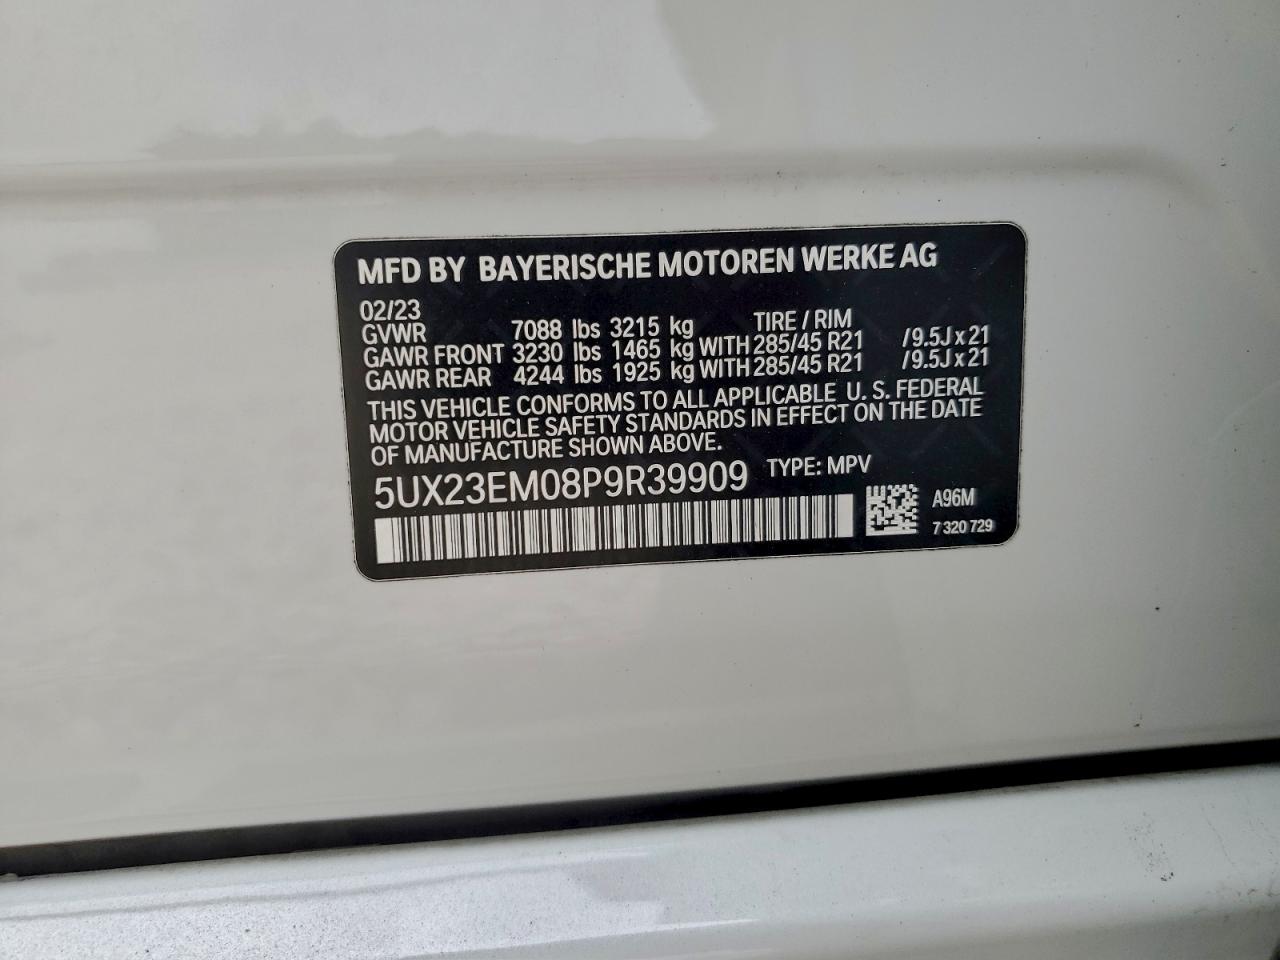 MFD BY BAYERISCHE MOTOREN WERKE AG
02/23
GVWR 7088 lbs 3215 kg TIRE / RIM
GAWR FRONT 3230 lbs 1465 kg WITH 285/45 R21 /9.5J x 21
GAWR REAR 4244 lbs 1925 kg WITH 285/45 R21 /9.5J x 21
THIS VEHICLE CONFORMS TO ALL APPLICABLE U. S. FEDERAL
MOTOR VEHICLE SAFETY STANDARDS IN EFFECT ON THE DATE
OF MANUFACTURE SHOWN ABOVE.
5UX23EM08P9R39909 TYPE: MPV
A96M
7 320 729